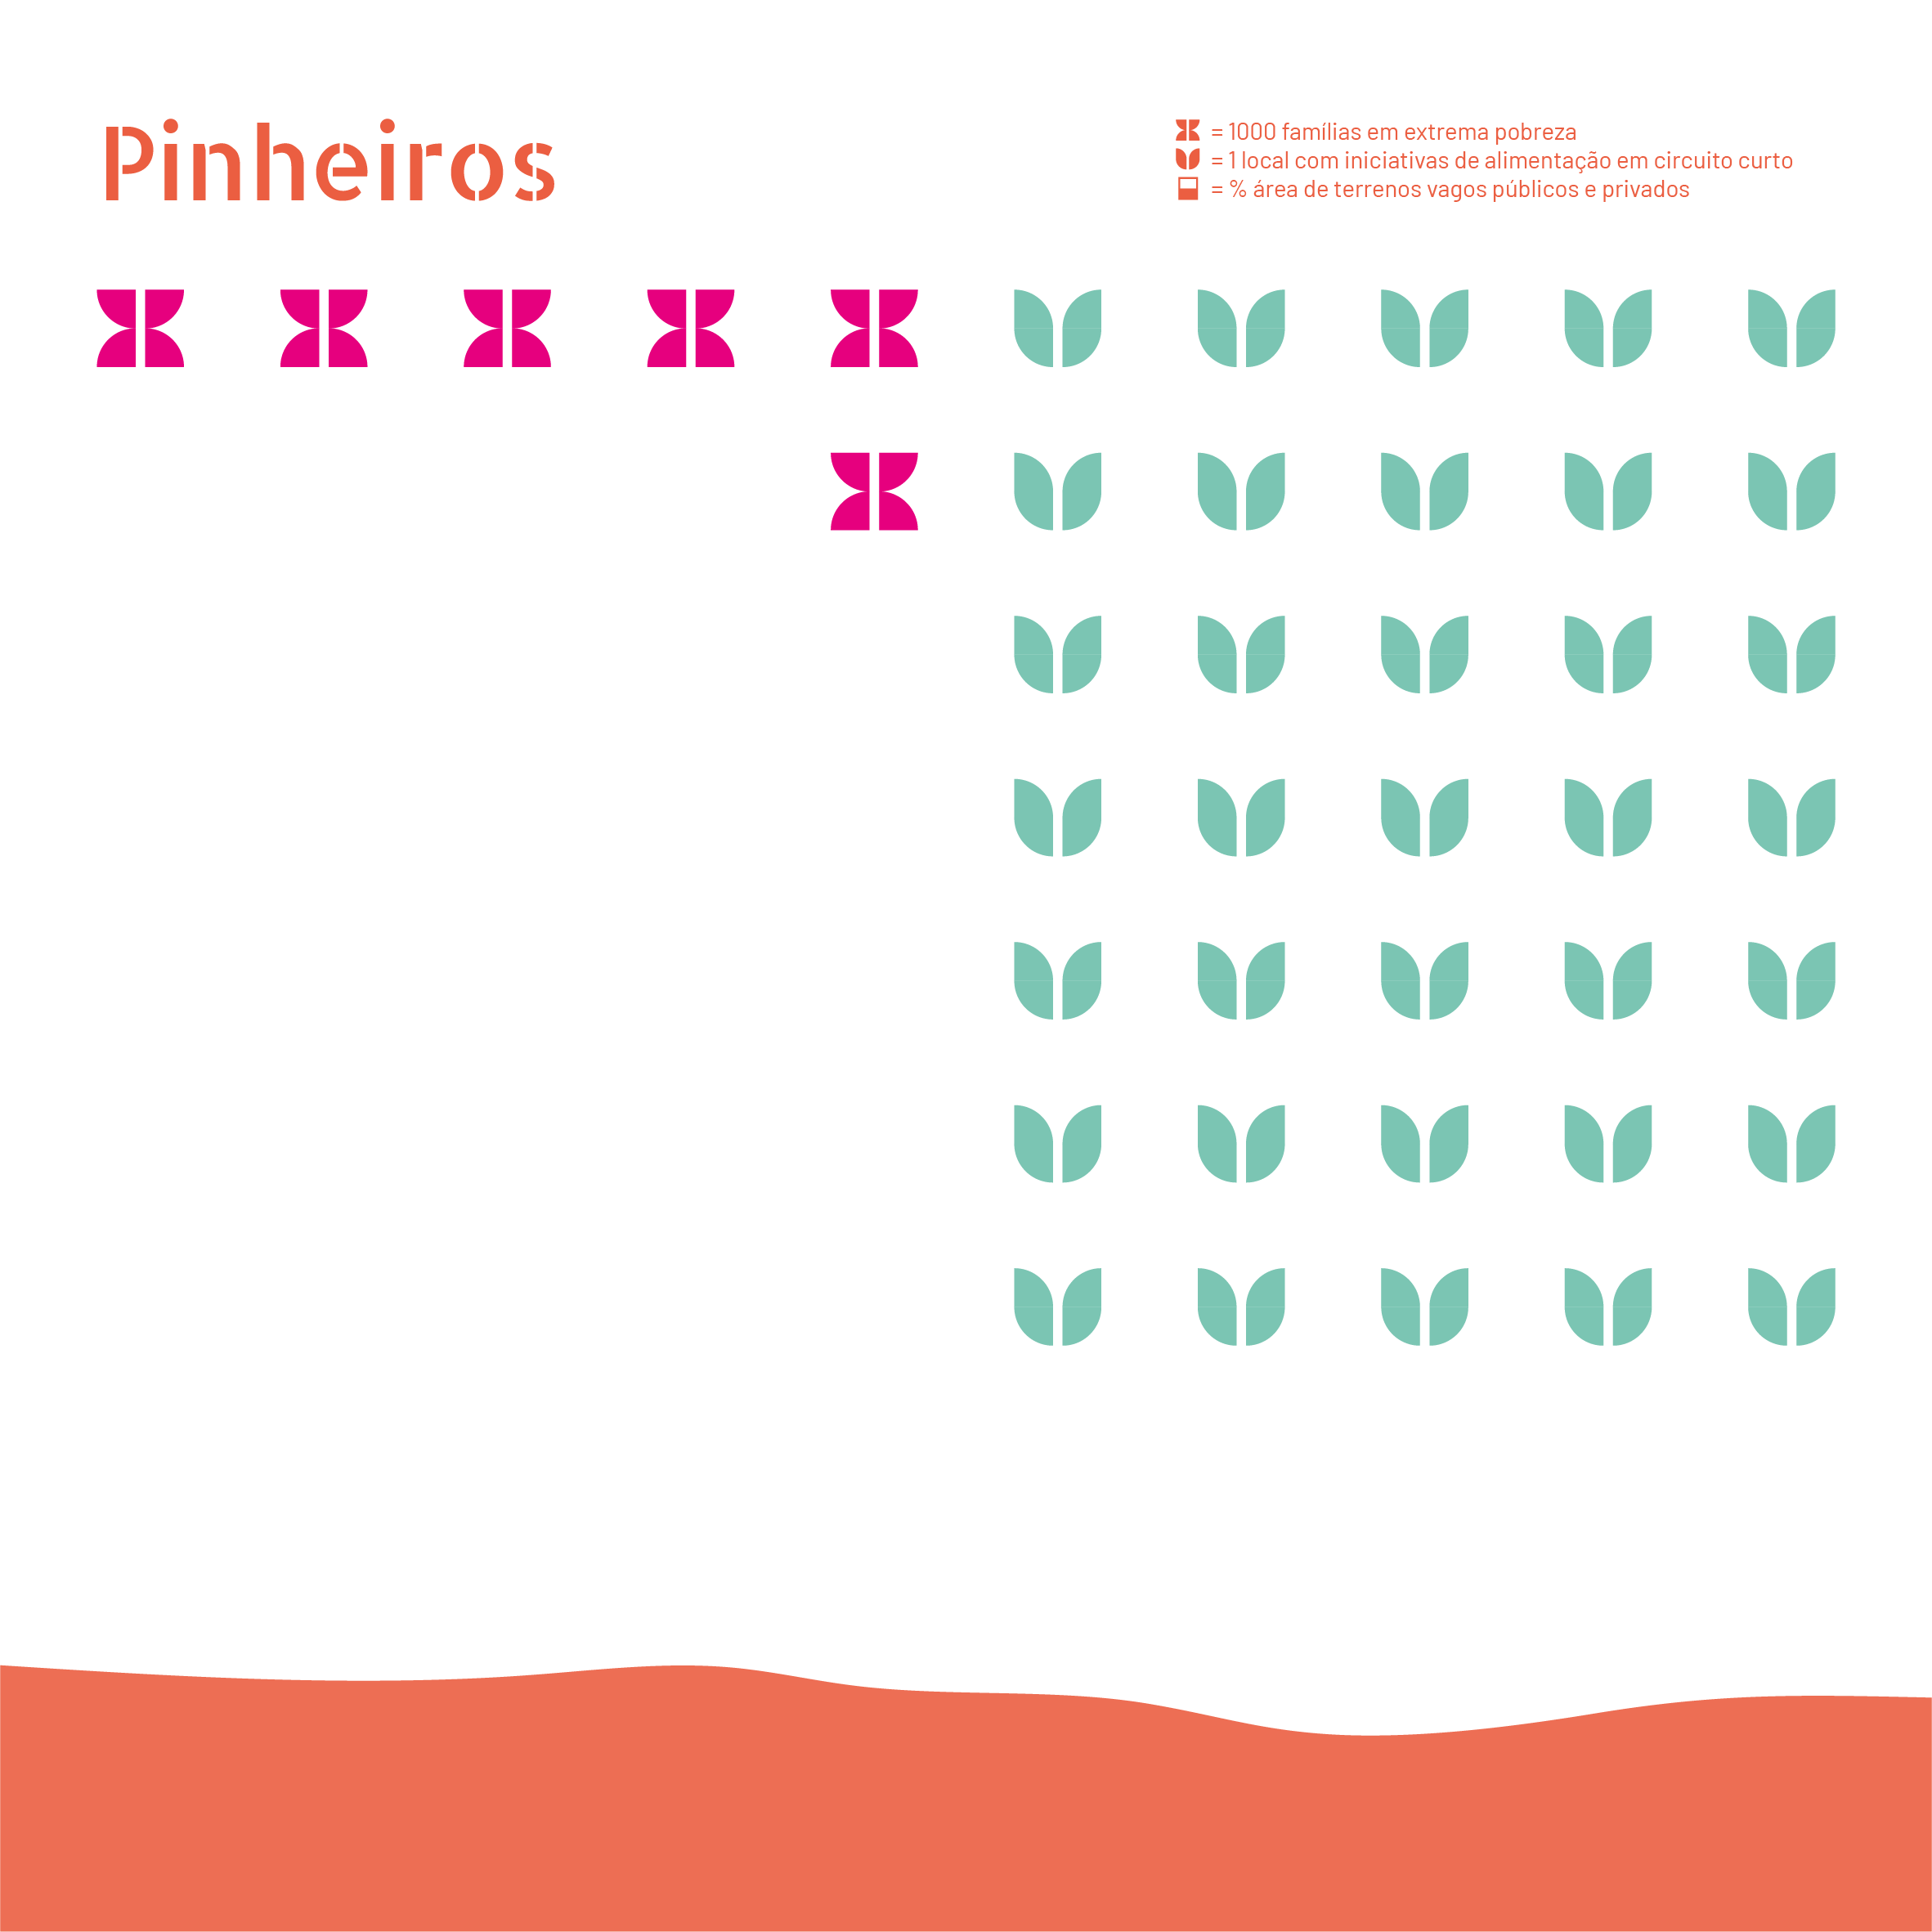 Pinheiros
= 1000 famílias em extrema pobreza
= 1 local com iniciativas de alimentação em circuito curto
= % área de terrenos vagos públicos e privados